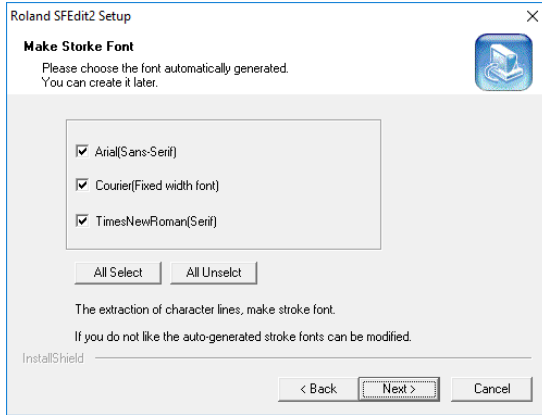 Roland SFEdit2 Setup
Make Storke Font
Please choose the font automatically generated.
You can create it later.
Arial(Sans-Serif)
Courier(Fixed width font)
TimesNewRoman(Serif)
All Select
All Unselct
The extraction of character lines, make stroke font.
If you do not like the auto-generated stroke fonts can be modified.
InstallShield
< Back
Next >
Cancel